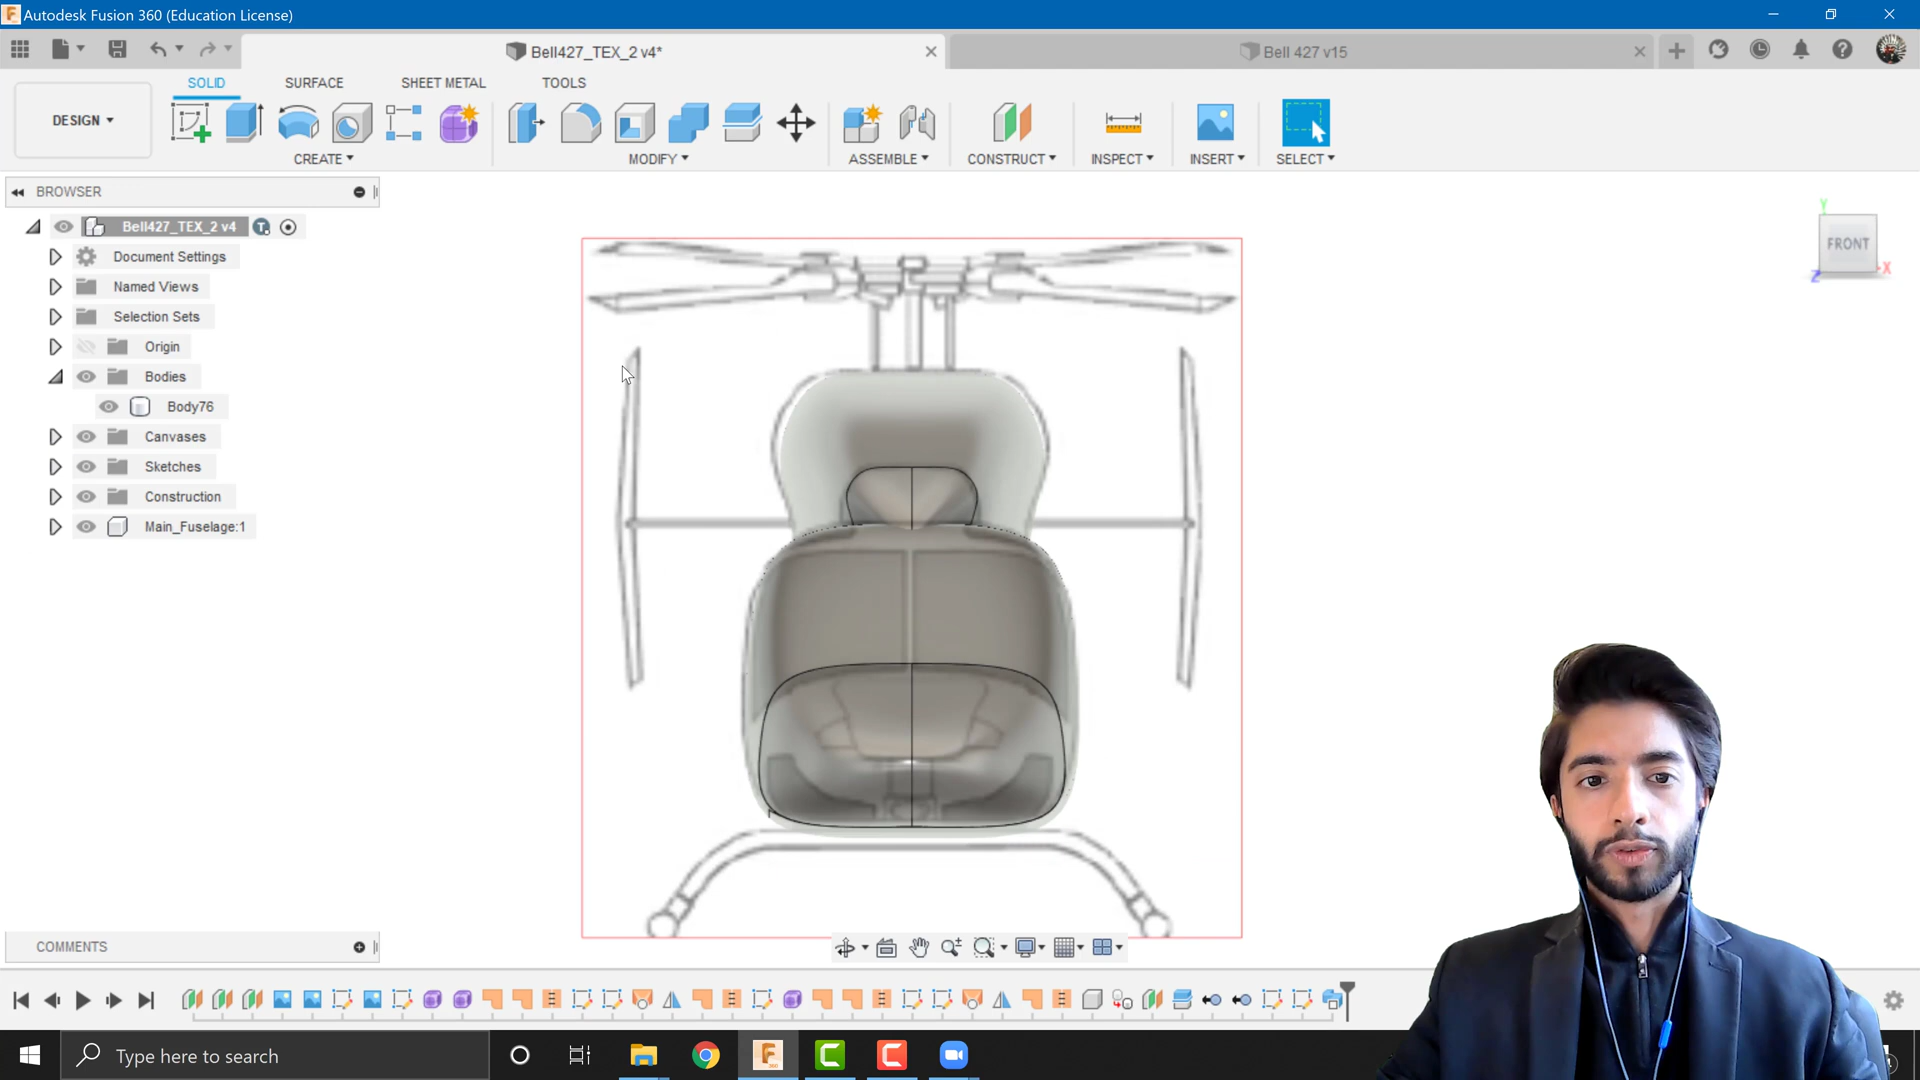 Autodesk Fusion 360 (Education License)
Bell427_TEX_2 v4*
Bell 427 v15
SOLID
SURFACE
SHEET METAL
TOOLS
DESIGN
CREATE
MODIFY
ASSEMBLE
CONSTRUCT
INSPECT
INSERT
SELECT
BROWSER
Bell427_TEX_2 v4
Document Settings
Named Views
Selection Sets
Origin
Bodies
Body76
Canvases
Sketches
Construction
Main_Fuselage:1
Y
FRONT
X
Z
COMMENTS
Type here to search